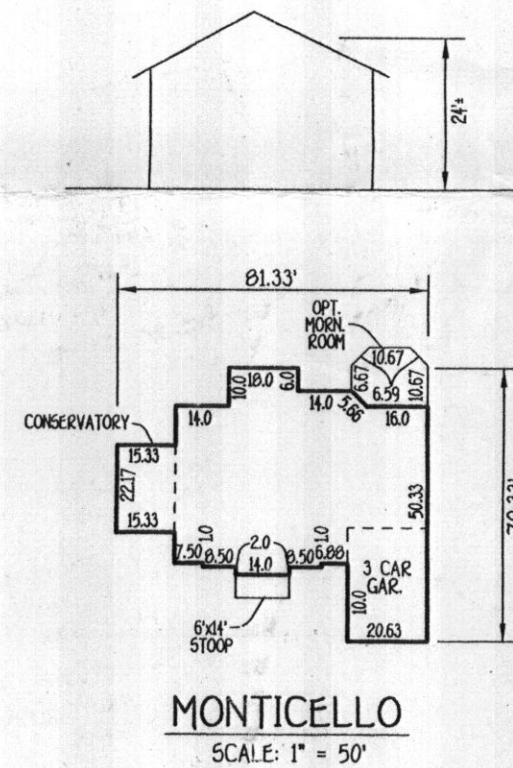 24'±
81.33'
OPT.
MORN.
ROOM
10.67
6.67
6.59
10.67
10.0
18.0
6.0
14.0
5.66
16.0
14.0
CONSERVATORY
15.33
22.17
15.33
50.33
7.50
1.0
8.50
2.0
14.0
8.50
1.0
6.88
3 CAR
GAR.
10.0
20.63
6'x14'
STOOP
MONTICELLO
SCALE: 1" = 50'